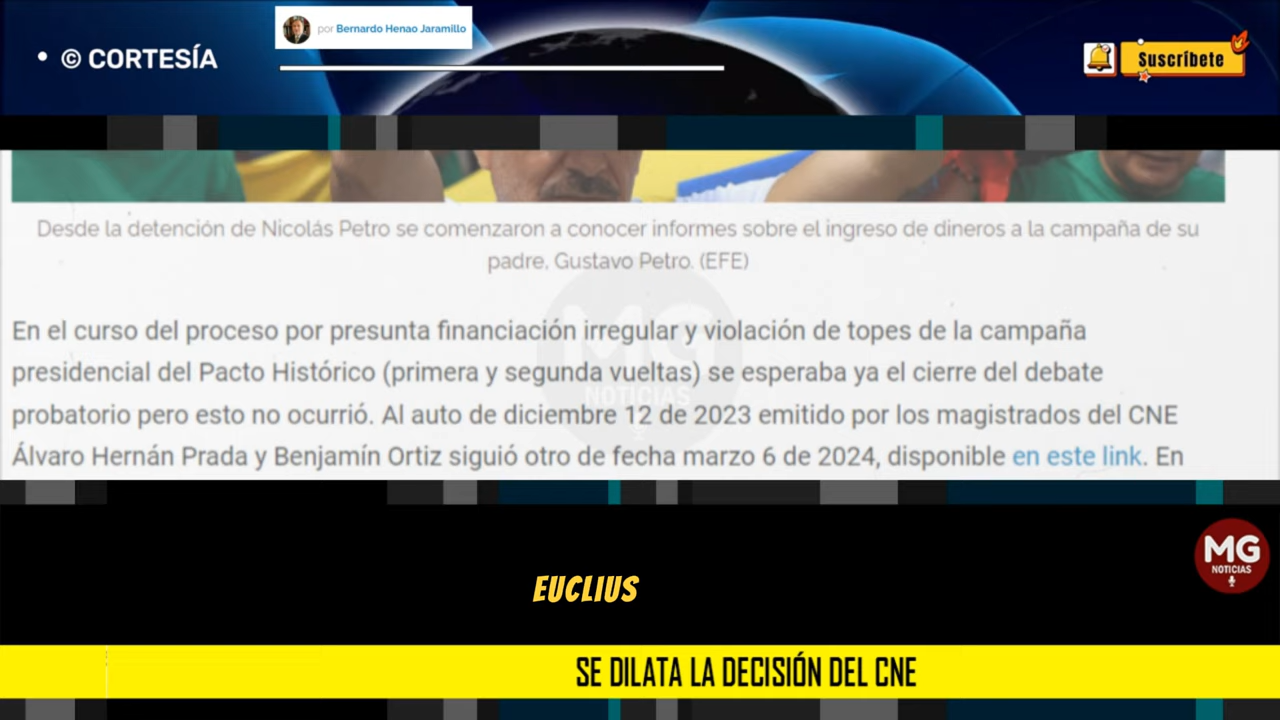 por Bernardo Henao Jaramillo
• © CORTESÍA
Suscríbete
Desde la detención de Nicolás Petro se comenzaron a conocer informes sobre el ingreso de dineros a la campaña de su
padre, Gustavo Petro. (EFE)
En el curso del proceso por presunta financiación irregular y violación de topes de la campaña
presidencial del Pacto Histórico (primera y segunda vueltas) se esperaba ya el cierre del debate
probatorio pero esto no ocurrió. Al auto de diciembre 12 de 2023 emitido por los magistrados del CNE
Álvaro Hernán Prada y Benjamín Ortiz siguió otro de fecha marzo 6 de 2024, disponible en este link. En
MG
NOTICIAS
MG
NOTICIAS
EUCLIUS
SE DILATA LA DECISIÓN DEL CNE